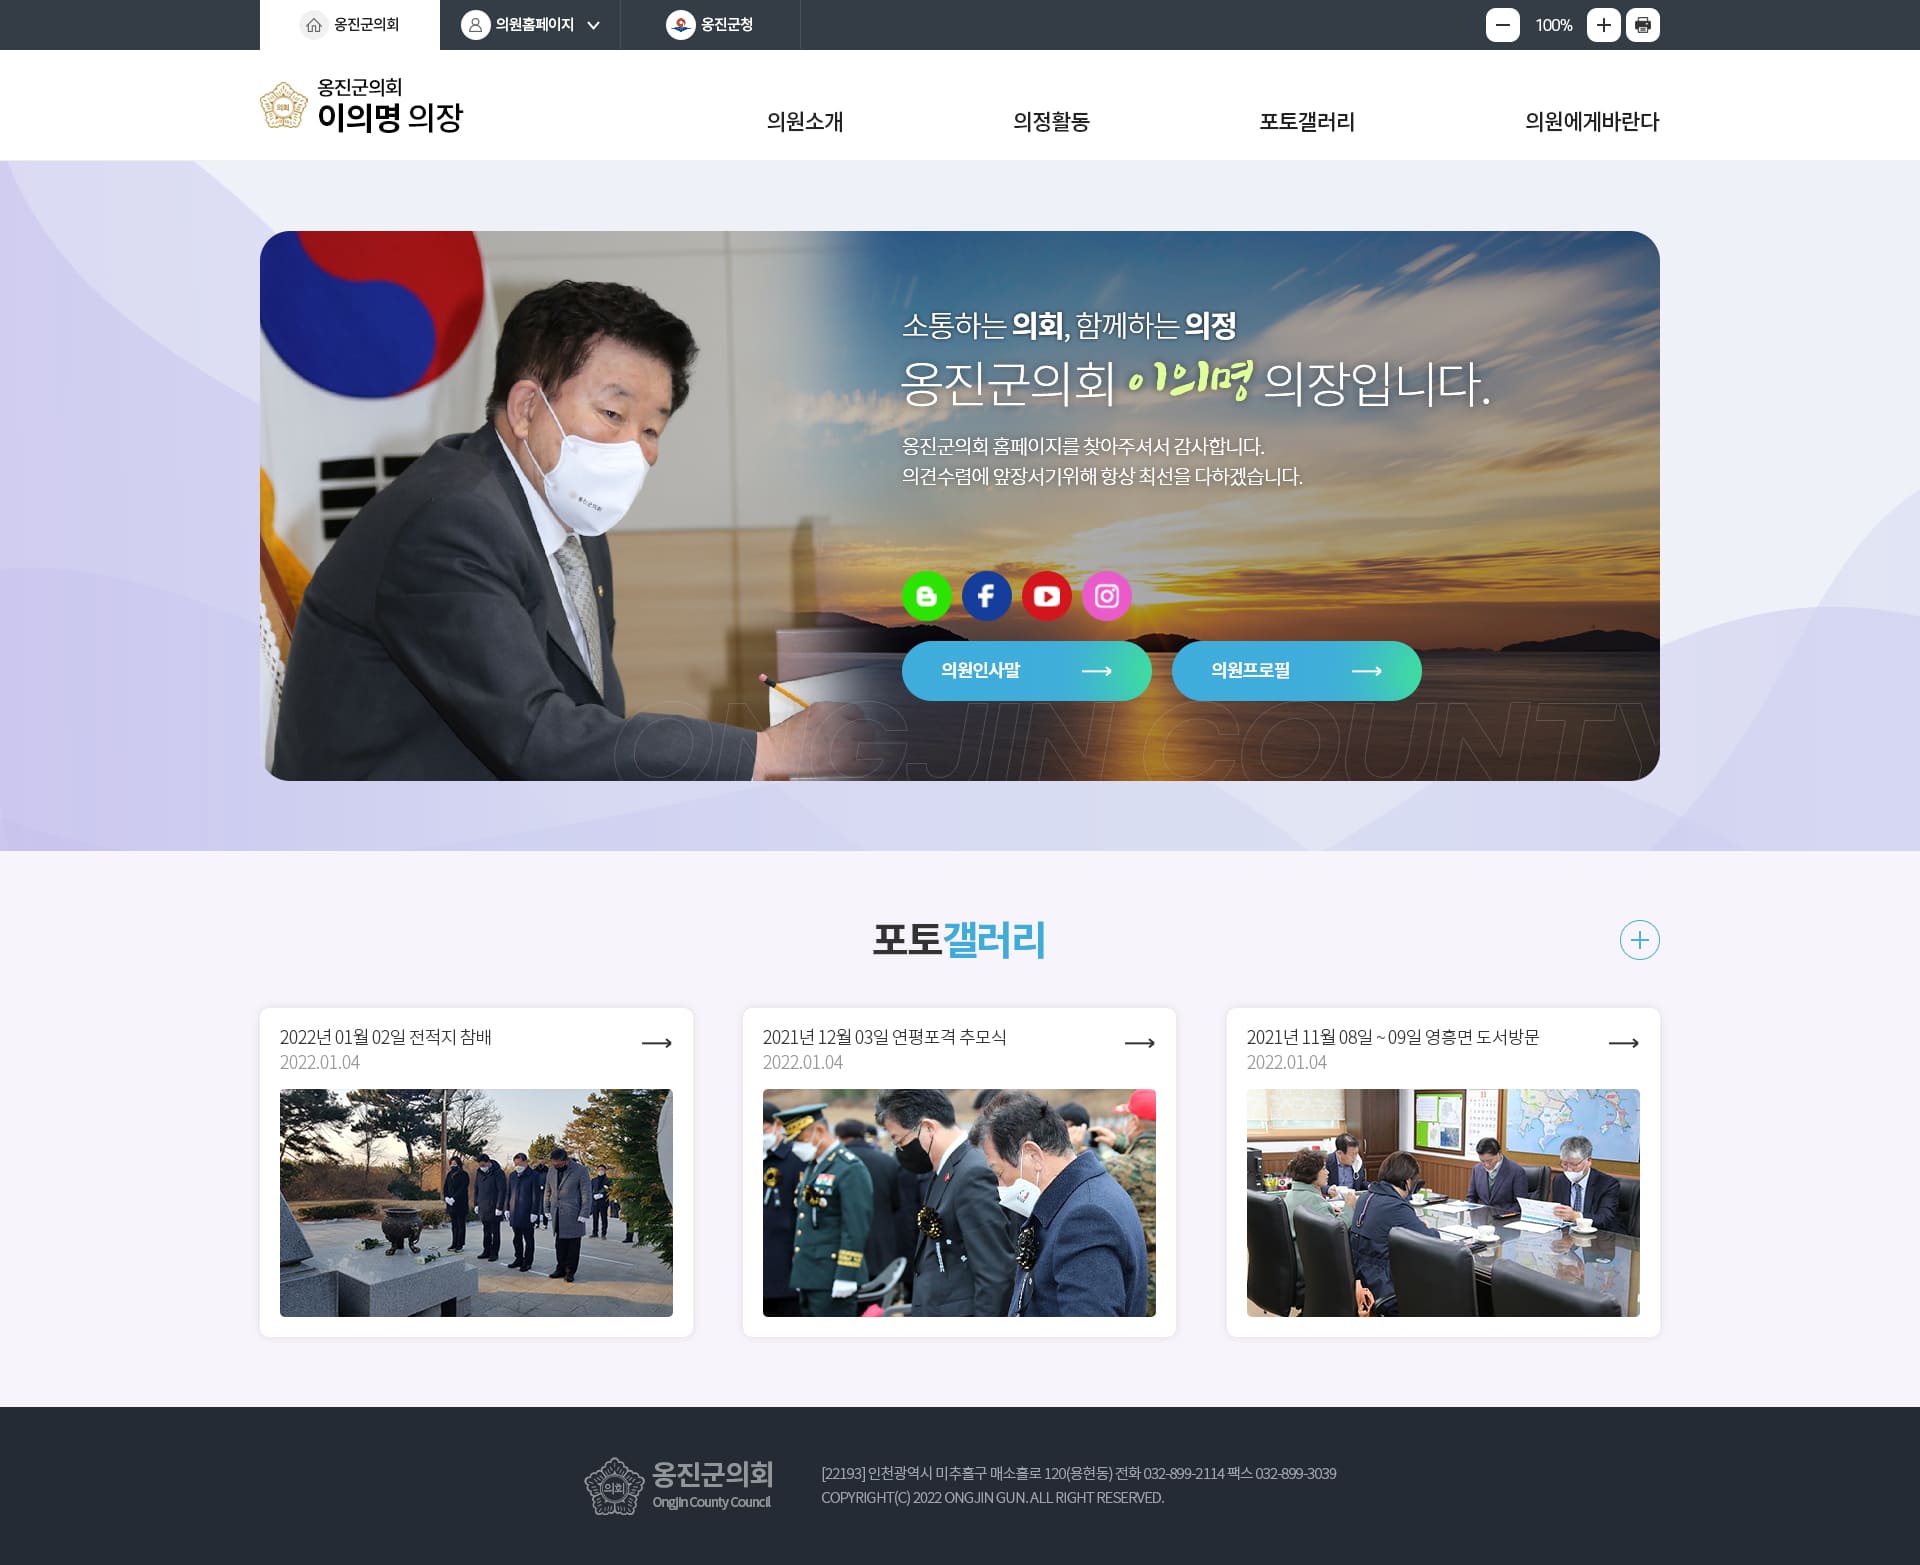 옹진군의회
의원홈페이지
옹진군청
100%
의회
옹진군의회
이의명 의장
의원소개
의정활동
포토갤러리
의원에게바란다
소통하는 의회, 함께하는 의정
옹진군의회 이의명 의장입니다.
옹진군의회 홈페이지를 찾아주셔서 감사합니다.
의견수렴에 앞장서기위해 항상 최선을 다하겠습니다.
의원인사말
의원프로필
ONGJIN COUNTY
포토갤러리
2022년 01월 02일 전적지 참배
2022.01.04
2021년 12월 03일 연평포격 추모식
2022.01.04
2021년 11월 08일 ~ 09일 영흥면 도서방문
2022.01.04
의회
옹진군의회
Ongjin County Council
[22193] 인천광역시 미추홀구 매소홀로 120(용현동) 전화 032-899-2114 팩스 032-899-3039
COPYRIGHT(C) 2022 ONGJIN GUN. ALL RIGHT RESERVED.